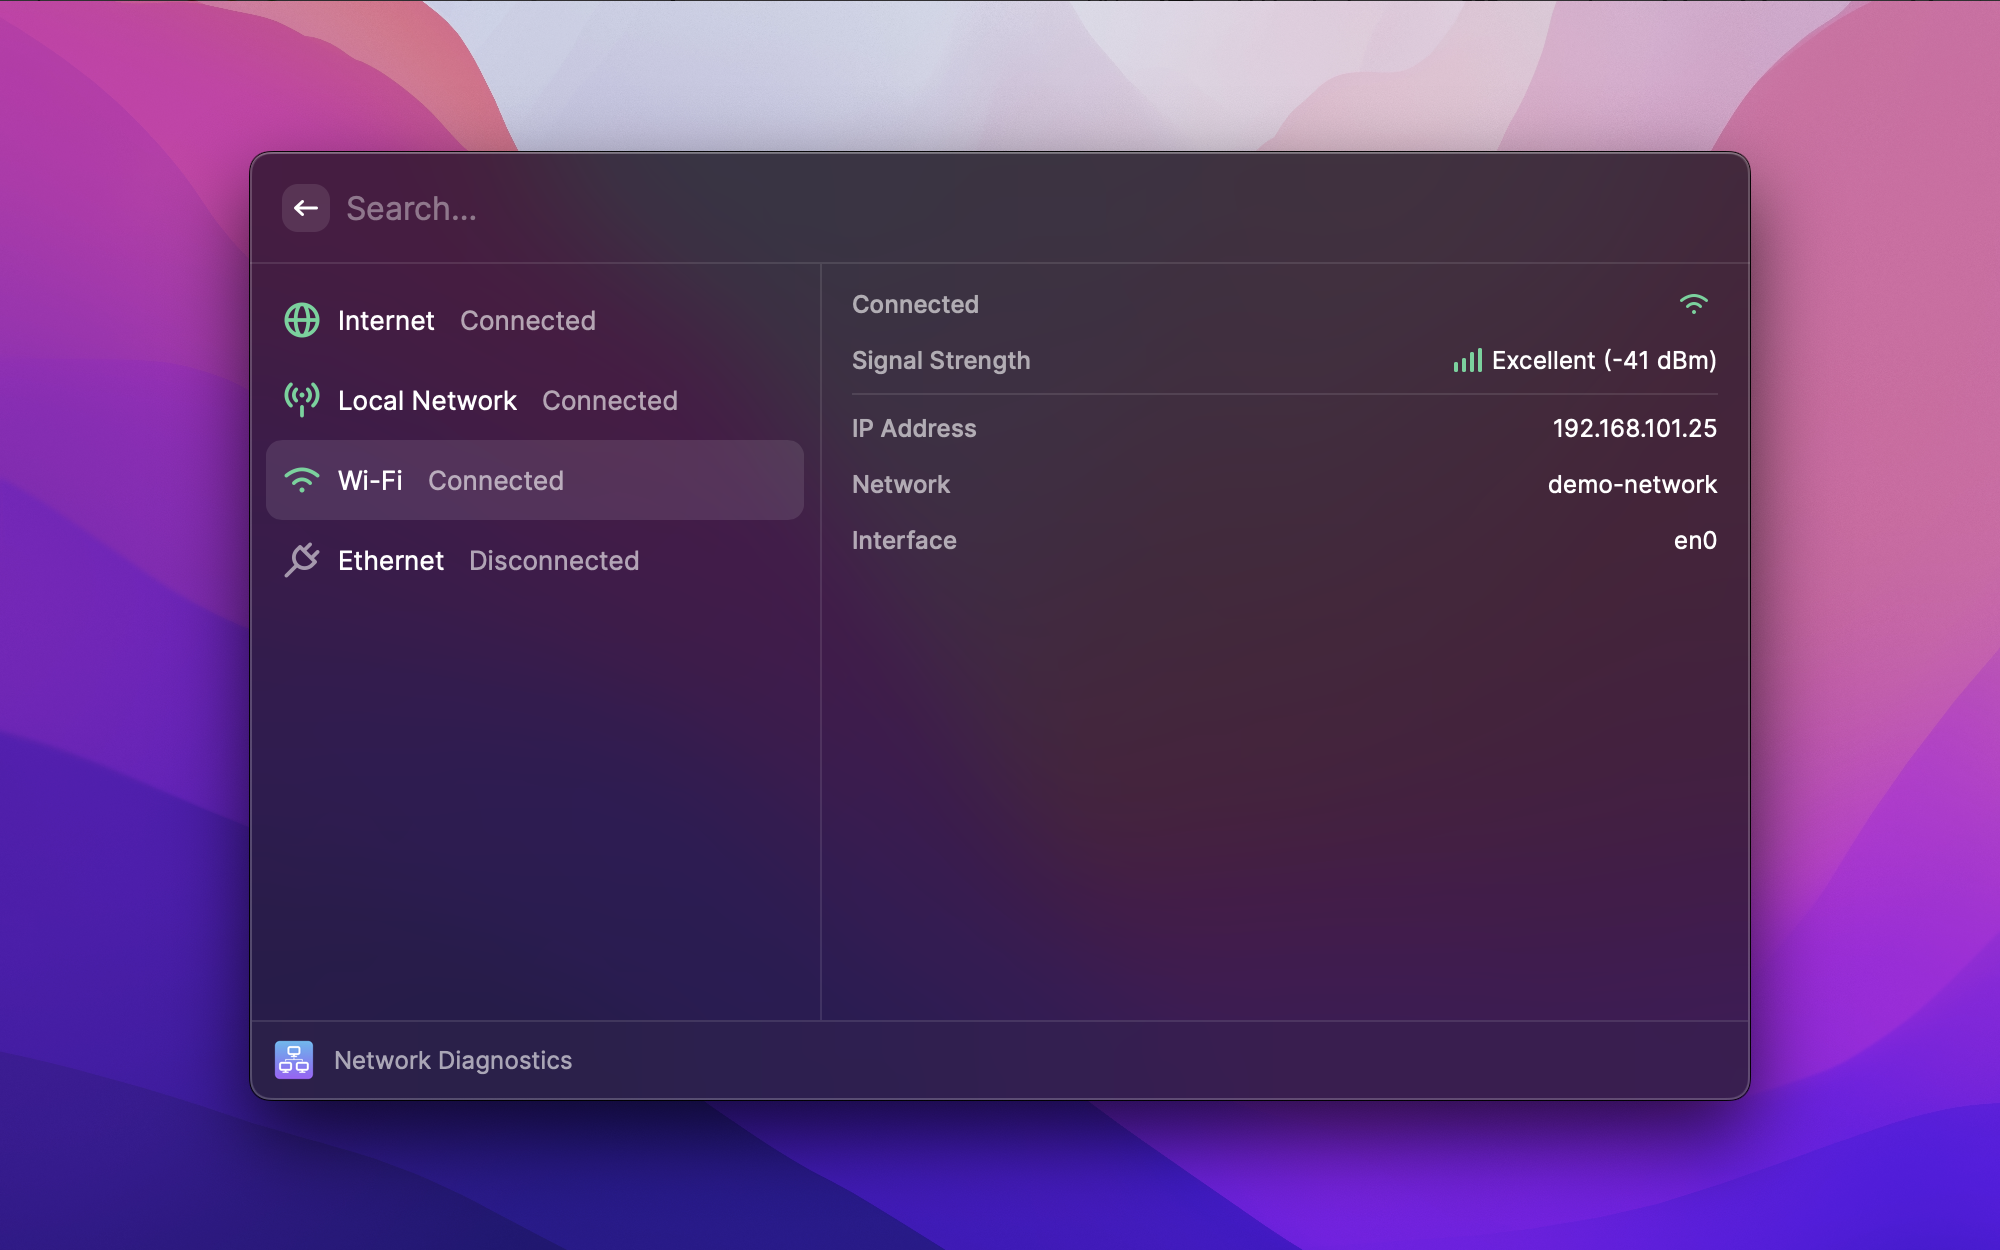 Search...
Internet Connected
Local Network Connected
Wi-Fi Connected
Ethernet Disconnected
Connected
Signal Strength Excellent (-41 dBm)
IP Address 192.168.101.25
Network demo-network
Interface en0
Network Diagnostics